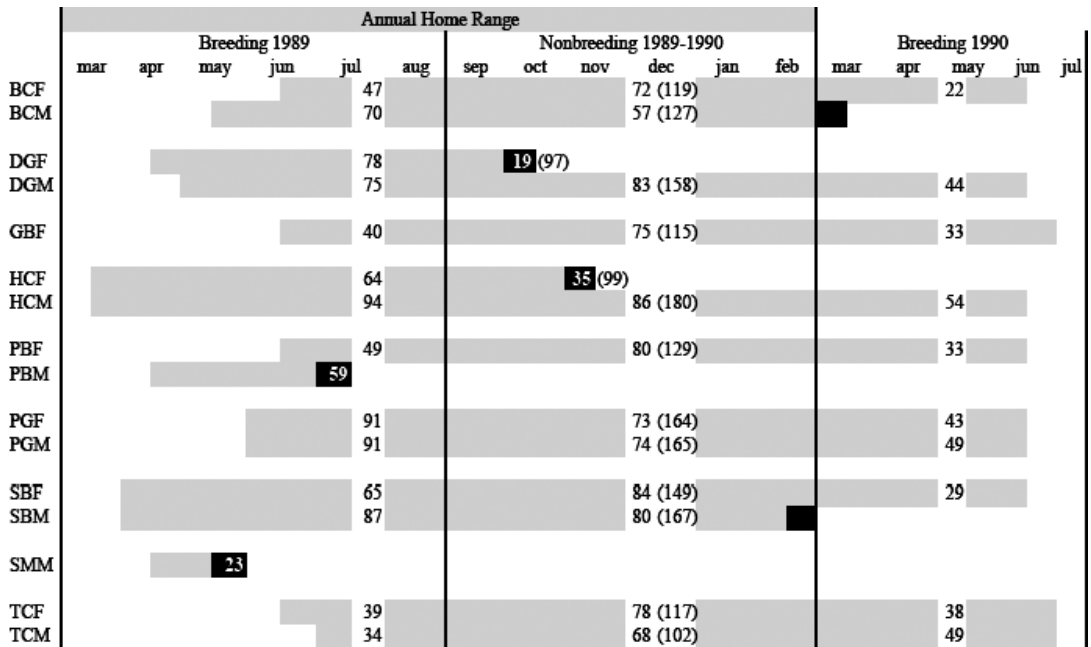 Annual Home Range
Breeding 1989 Nonbreeding 1989-1990 Breeding 1990
mar apr may jun jul aug sep oct nov dec jan feb mar apr may jun jul
BCF 47 72 (119) 22
BCM 70 57 (127)
DGF 78 19 (97)
DGM 75 83 (158) 44
GBF 40 75 (115) 33
HCF 64 35 (99)
HCM 94 86 (180) 54
PBF 49 80 (129) 33
PBM 59
PGF 91 73 (164) 43
PGM 91 74 (165) 49
SBF 65 84 (149) 29
SBM 87 80 (167)
SMM 23
TCF 39 78 (117) 38
TCM 34 68 (102) 49